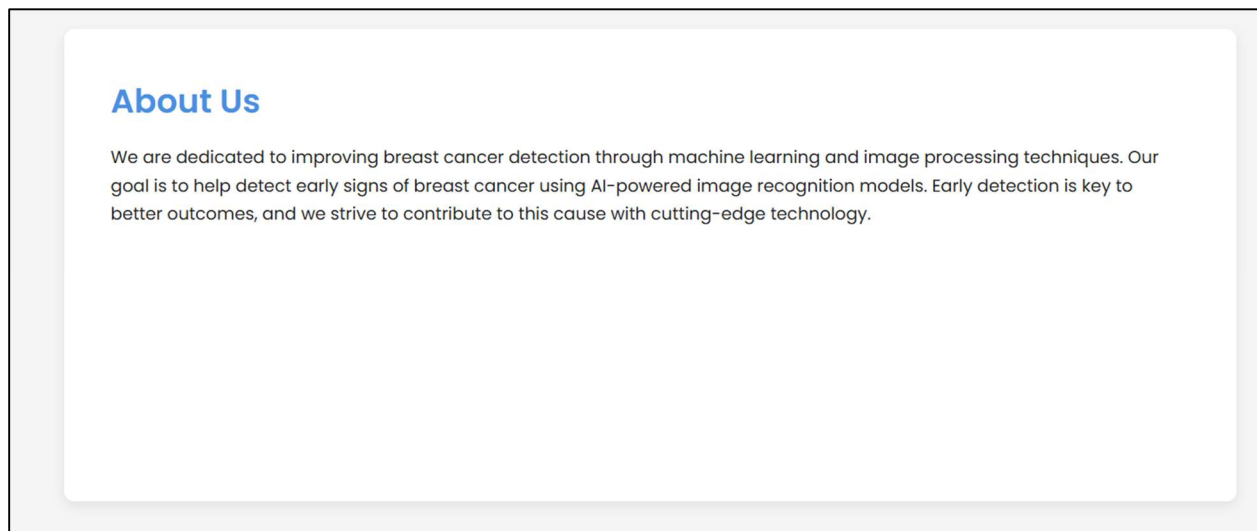 About Us
We are dedicated to improving breast cancer detection through machine learning and image processing techniques. Our
goal is to help detect early signs of breast cancer using AI-powered image recognition models. Early detection is key to
better outcomes, and we strive to contribute to this cause with cutting-edge technology.